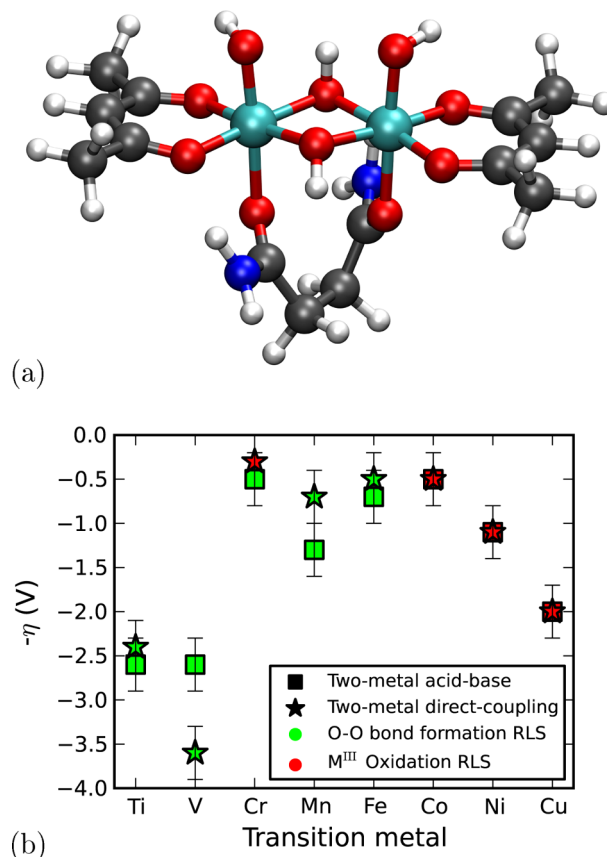 (a)
0.0
-0.5
-1.0
-1.5
-2.0
-2.5
-3.0
-3.5
-4.0
-η (V)
Two-metal acid-base
Two-metal direct-coupling
O-O bond formation RLS
Mᴵᴵᴵ Oxidation RLS
Ti V Cr Mn Fe Co Ni Cu
Transition metal
(b)